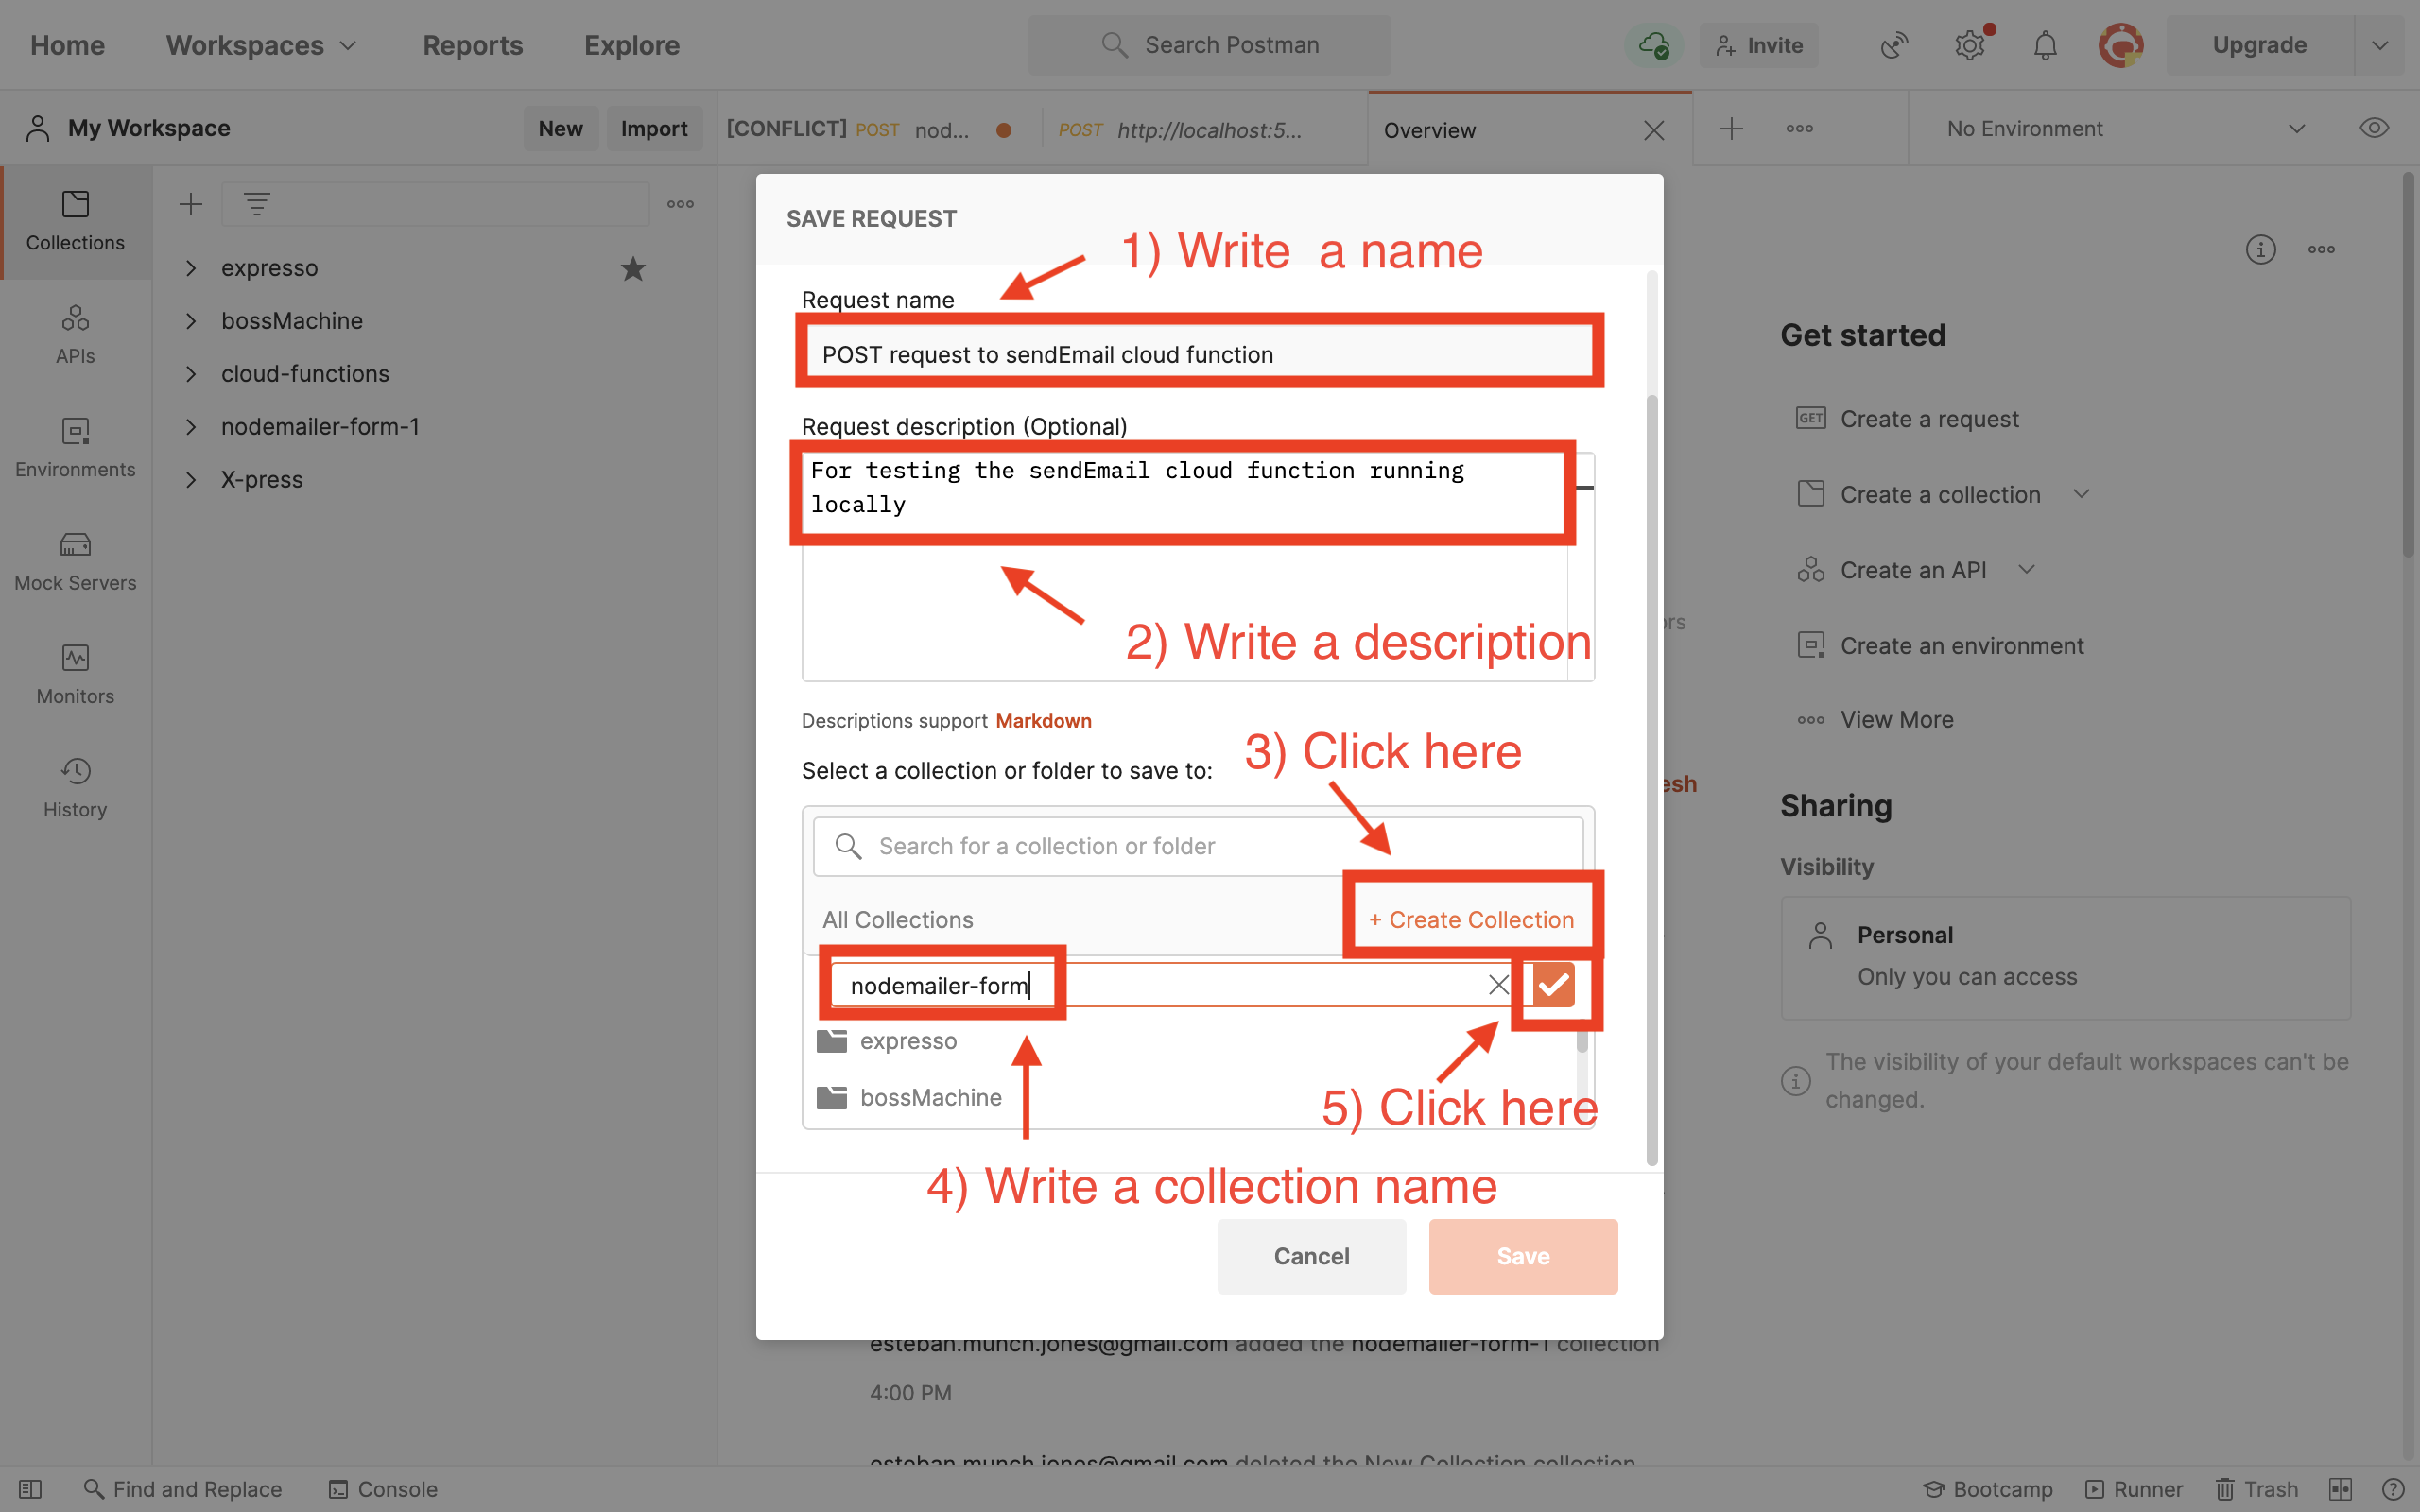 Home Workspaces Reports Explore Search Postman Invite Upgrade
My Workspace New Import [CONFLICT] POST nod... POST http://localhost:5... Overview No Environment
Collections
APIs
Environments
Mock Servers
Monitors
History
expresso
bossMachine
cloud-functions
nodemailer-form-1
X-press
SAVE REQUEST
1) Write a name
Request name
POST request to sendEmail cloud function
Request description (Optional)
For testing the sendEmail cloud function running
locally
2) Write a description
Descriptions support Markdown
3) Click here
Select a collection or folder to save to:
Search for a collection or folder
All Collections + Create Collection
nodemailer-form
expresso
bossMachine
5) Click here
4) Write a collection name
Cancel Save
esteban.munch.jones@gmail.com added the nodemailer-form-1 collection
4:00 PM
esteban.munch.jones@gmail.com deleted the New Collection collection
Get started
GET Create a request
Create a collection
Create an API
Create an environment
View More
Sharing
Visibility
Personal
Only you can access
The visibility of your default workspaces can't be
changed.
Find and Replace Console Bootcamp Runner Trash